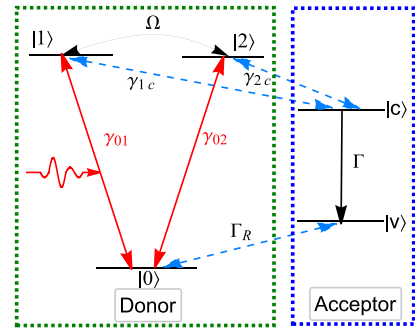 Ω
|1⟩
|2⟩
γ1c
γ2c
|c⟩
γ01
γ02
Γ
|v⟩
ΓR
|0⟩
Donor
Acceptor